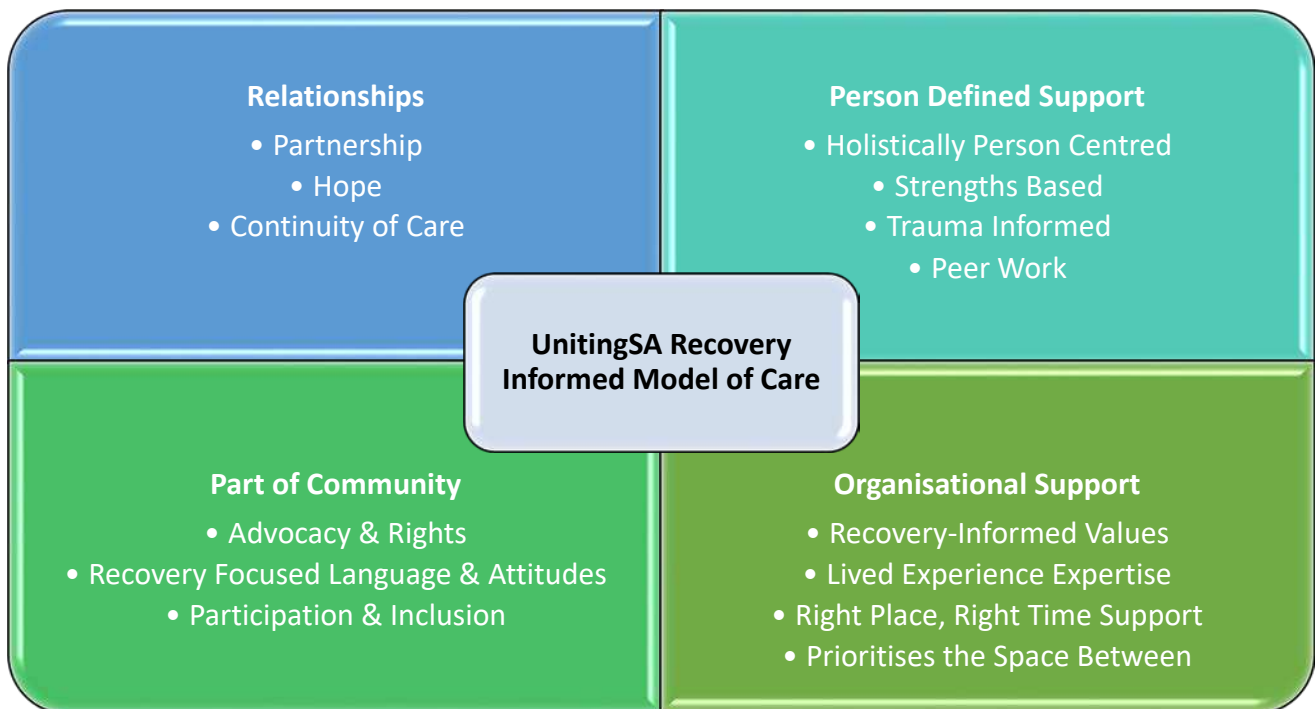 Relationships
• Partnership
• Hope
• Continuity of Care
Person Defined Support
• Holistically Person Centred
• Strengths Based
• Trauma Informed
• Peer Work
UnitingSA Recovery
Informed Model of Care
Part of Community
• Advocacy & Rights
• Recovery Focused Language & Attitudes
• Participation & Inclusion
Organisational Support
• Recovery-Informed Values
• Lived Experience Expertise
• Right Place, Right Time Support
• Prioritises the Space Between